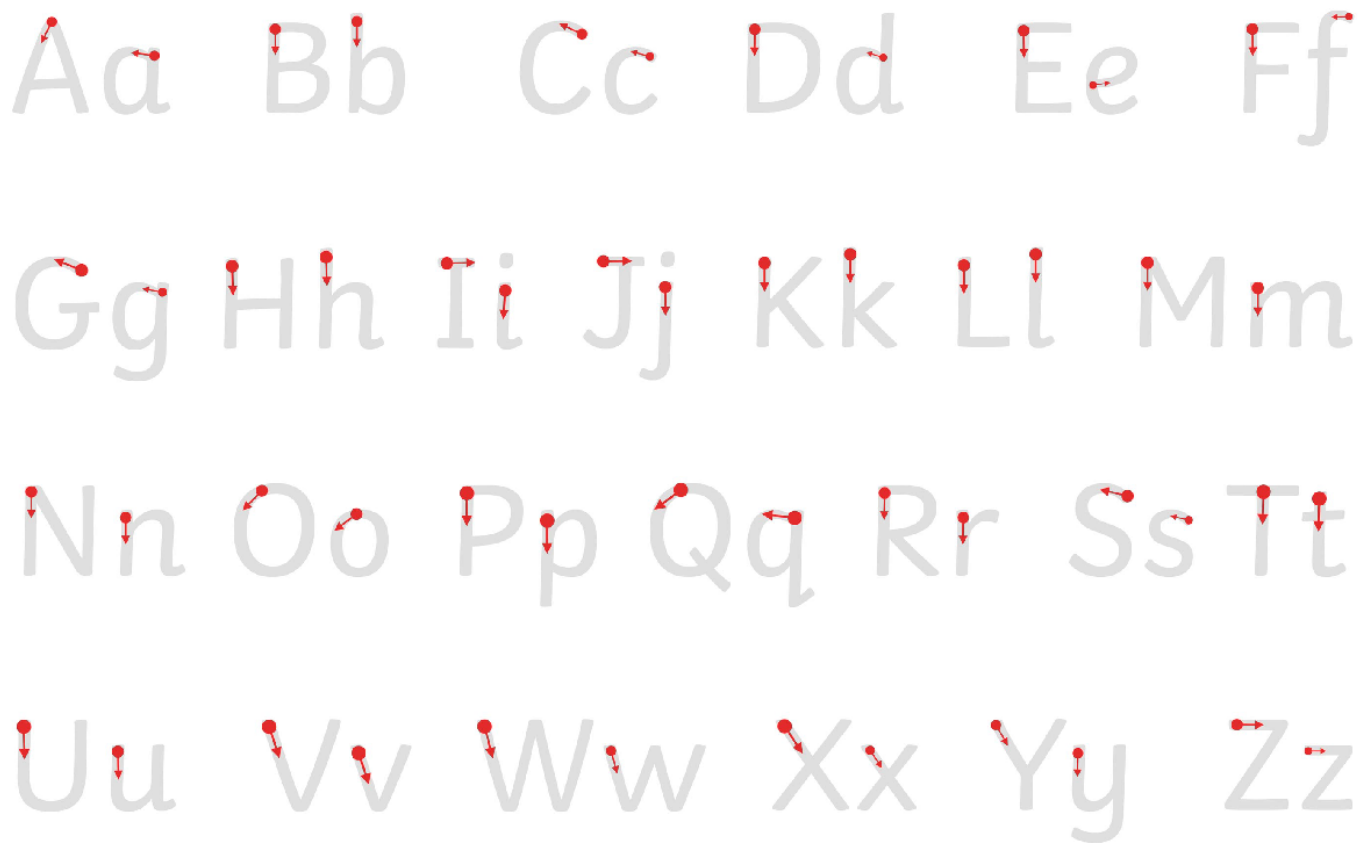 Aa Bb Cc Dd Ee Ff
Gg Hh Ii Jj Kk Ll Mm
Nn Oo Pp Qq Rr Ss Tt
Uu Vv Ww Xx Yy Zz